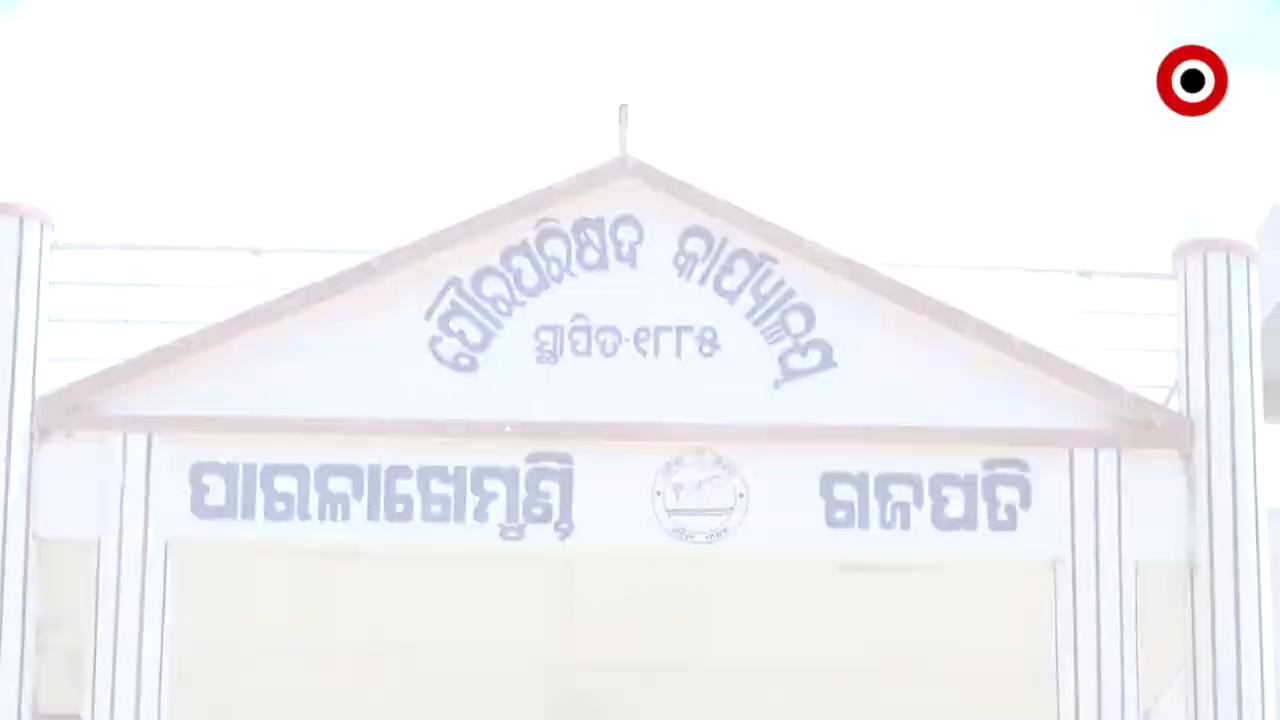 ପୌରପରିଷଦ କାର୍ଯ୍ୟାଳୟ
ସ୍ଥାପିତ-୧୮୮୫
ପାରଳାଖେମୁଣ୍ଡି ଗଜପତି